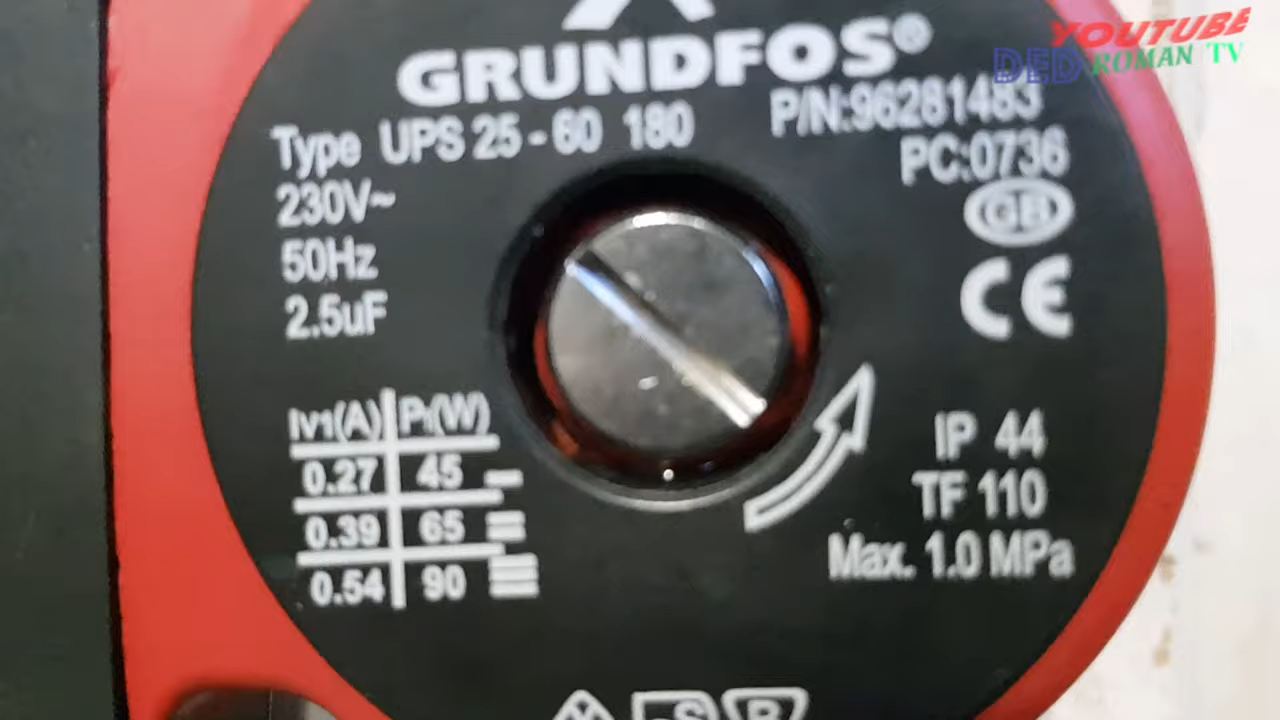 GRUNDFOS®
YOUTUBE
DED ROMAN TV
Type UPS 25-60 180
P/N:96281483
PC:0736
230V~
50Hz
2.5uF
GB
CE
Iv1(A) P1(W)
0.27 45
0.39 65
0.54 90
IP 44
TF 110
Max. 1.0 MPa